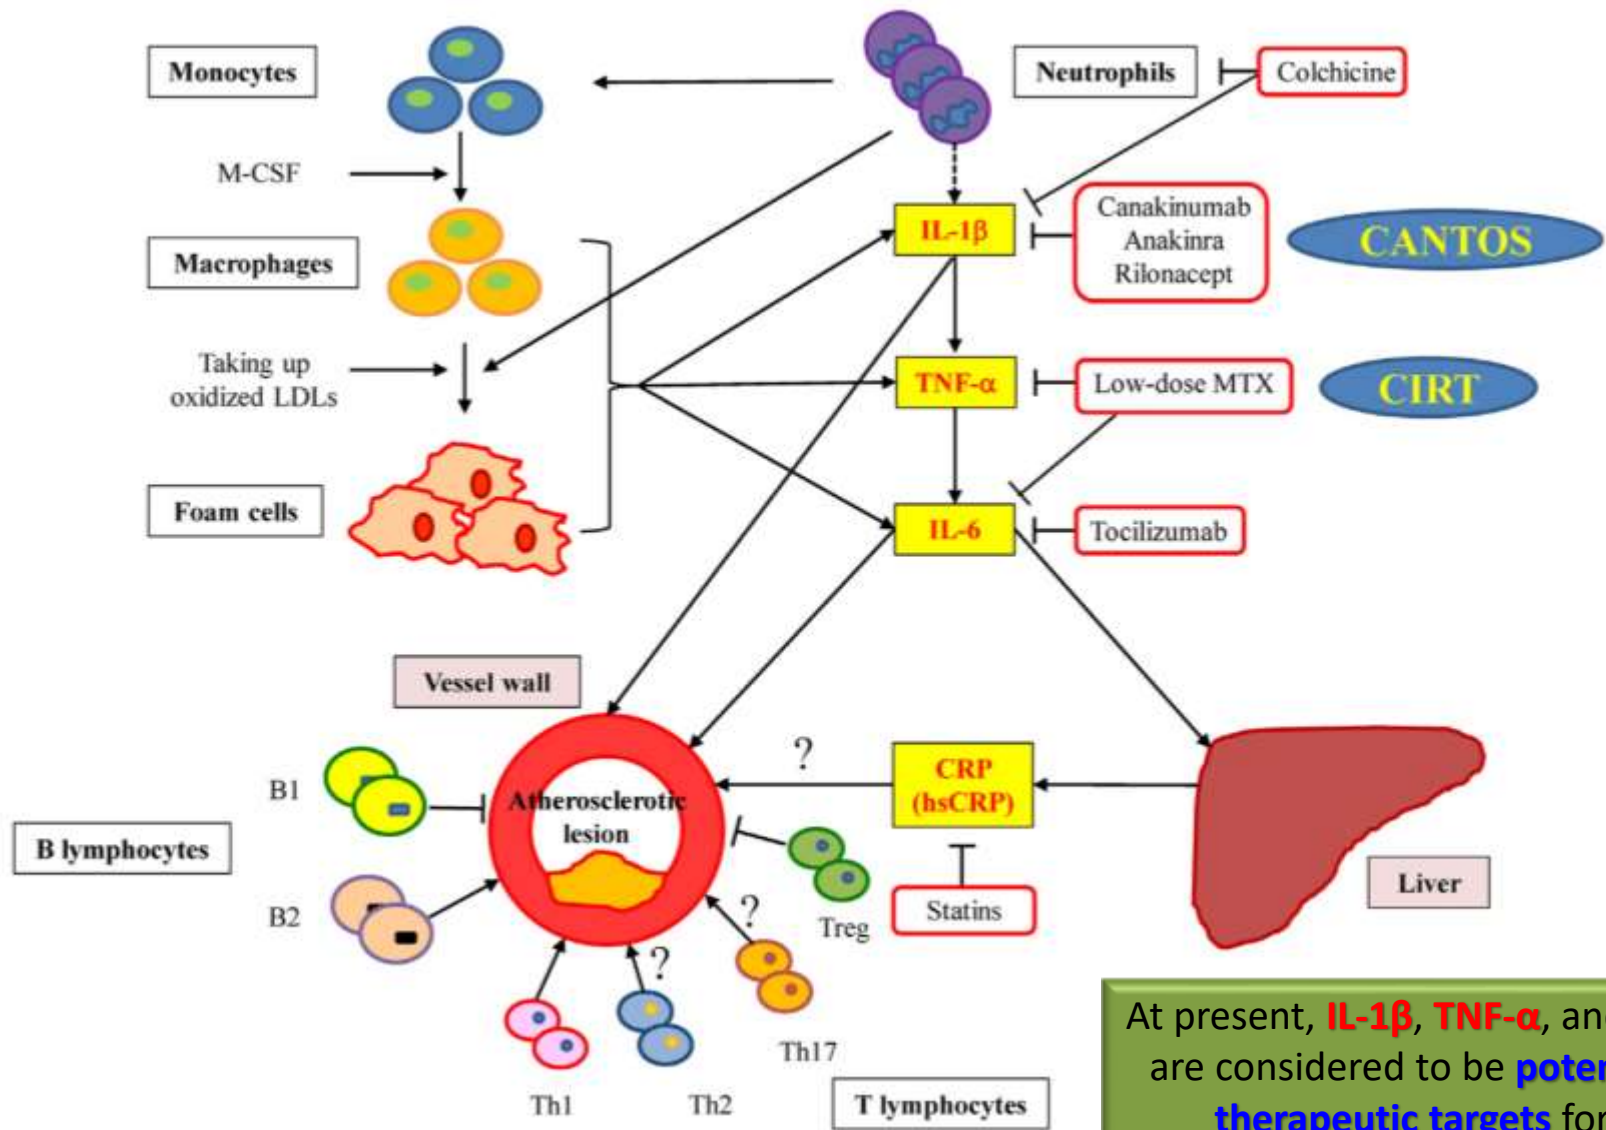 Monocytes
Neutrophils
Colchicine
M-CSF
Macrophages
IL-1β
Canakinumab
Anakinra
Rilonacept
CANTOS
Taking up
oxidized LDLs
TNF-α
Low-dose MTX
CIRT
Foam cells
IL-6
Tocilizumab
Vessel wall
B1
?
CRP
(hsCRP)
Atherosclerotic
lesion
B lymphocytes
Liver
B2
?
Treg
Statins
?
Th17
Th1
Th2
T lymphocytes
At present, IL-1β, TNF-α, an
are considered to be poten
therapeutic targets for